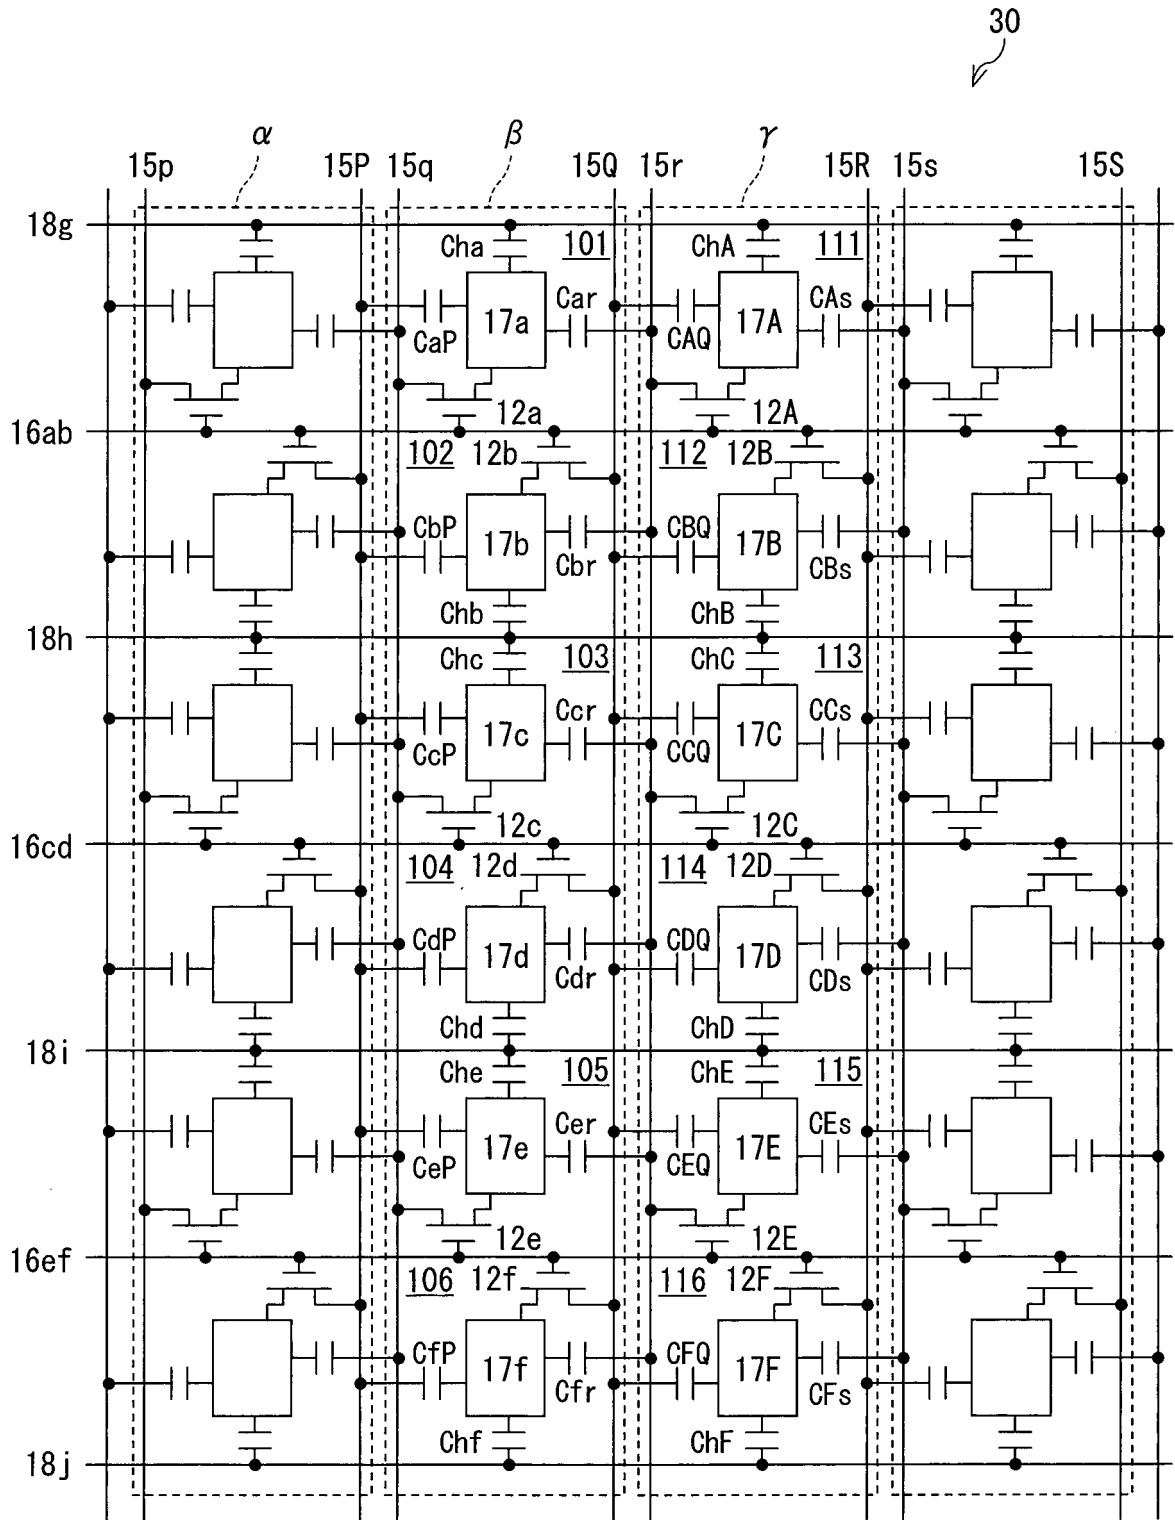 30
α β γ
15p 15P 15q 15Q 15r 15R 15s 15S
18g
Cha 101 ChA 111
Car CAs
17a 17A
CaP CAQ
12a 12A
16ab
102 12b 112 12B
CbP CBQ
17b 17B
Cbr CBs
Chb ChB
18h
Chc 103 ChC 113
Ccr CCs
17c 17C
CcP CCQ
12c 12C
16cd
104 12d 114 12D
CdP CDQ
17d 17D
Cdr CDs
Chd ChD
18i
Che 105 ChE 115
Cer CEs
17e 17E
CeP CEQ
12e 12E
16ef
106 12f 116 12F
CfP CFQ
17f 17F
Cfr CFs
Chf ChF
18j